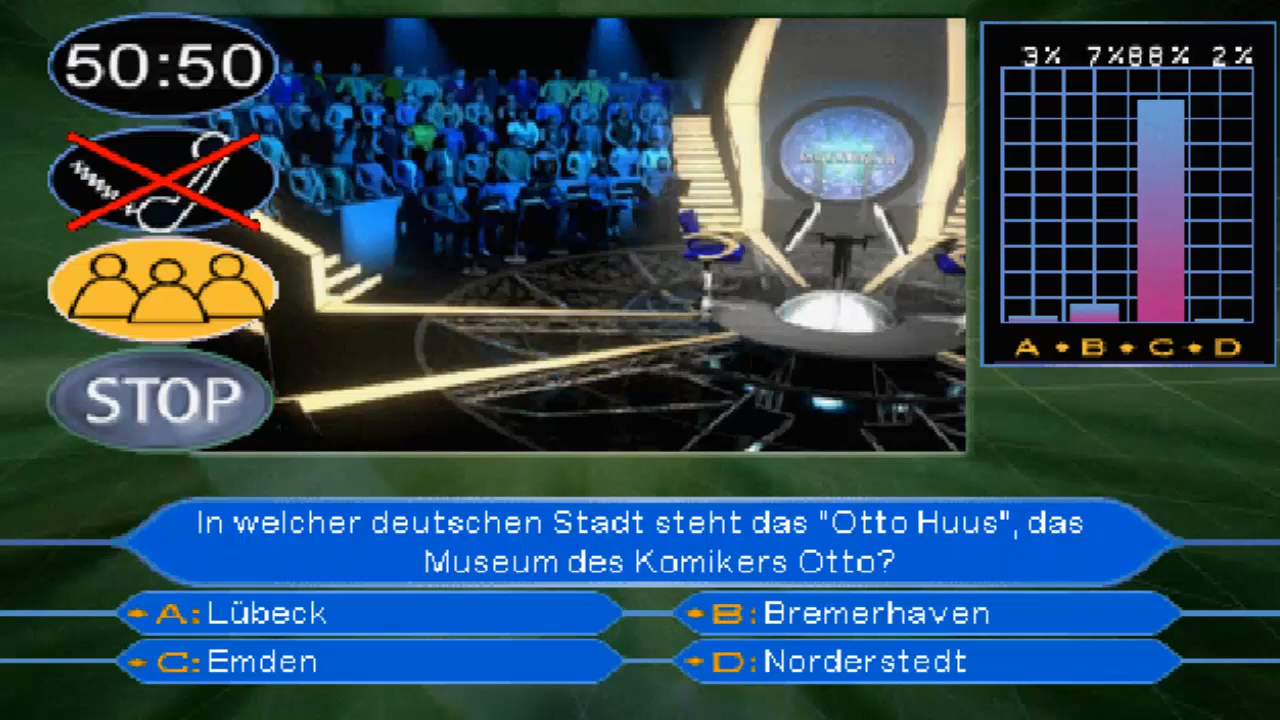 50:50
STOP
3% 7% 88% 2%
A B C D
In welcher deutschen Stadt steht das "Otto Huus", das
Museum des Komikers Otto?
A: Lübeck
B: Bremerhaven
C: Emden
D: Norderstedt